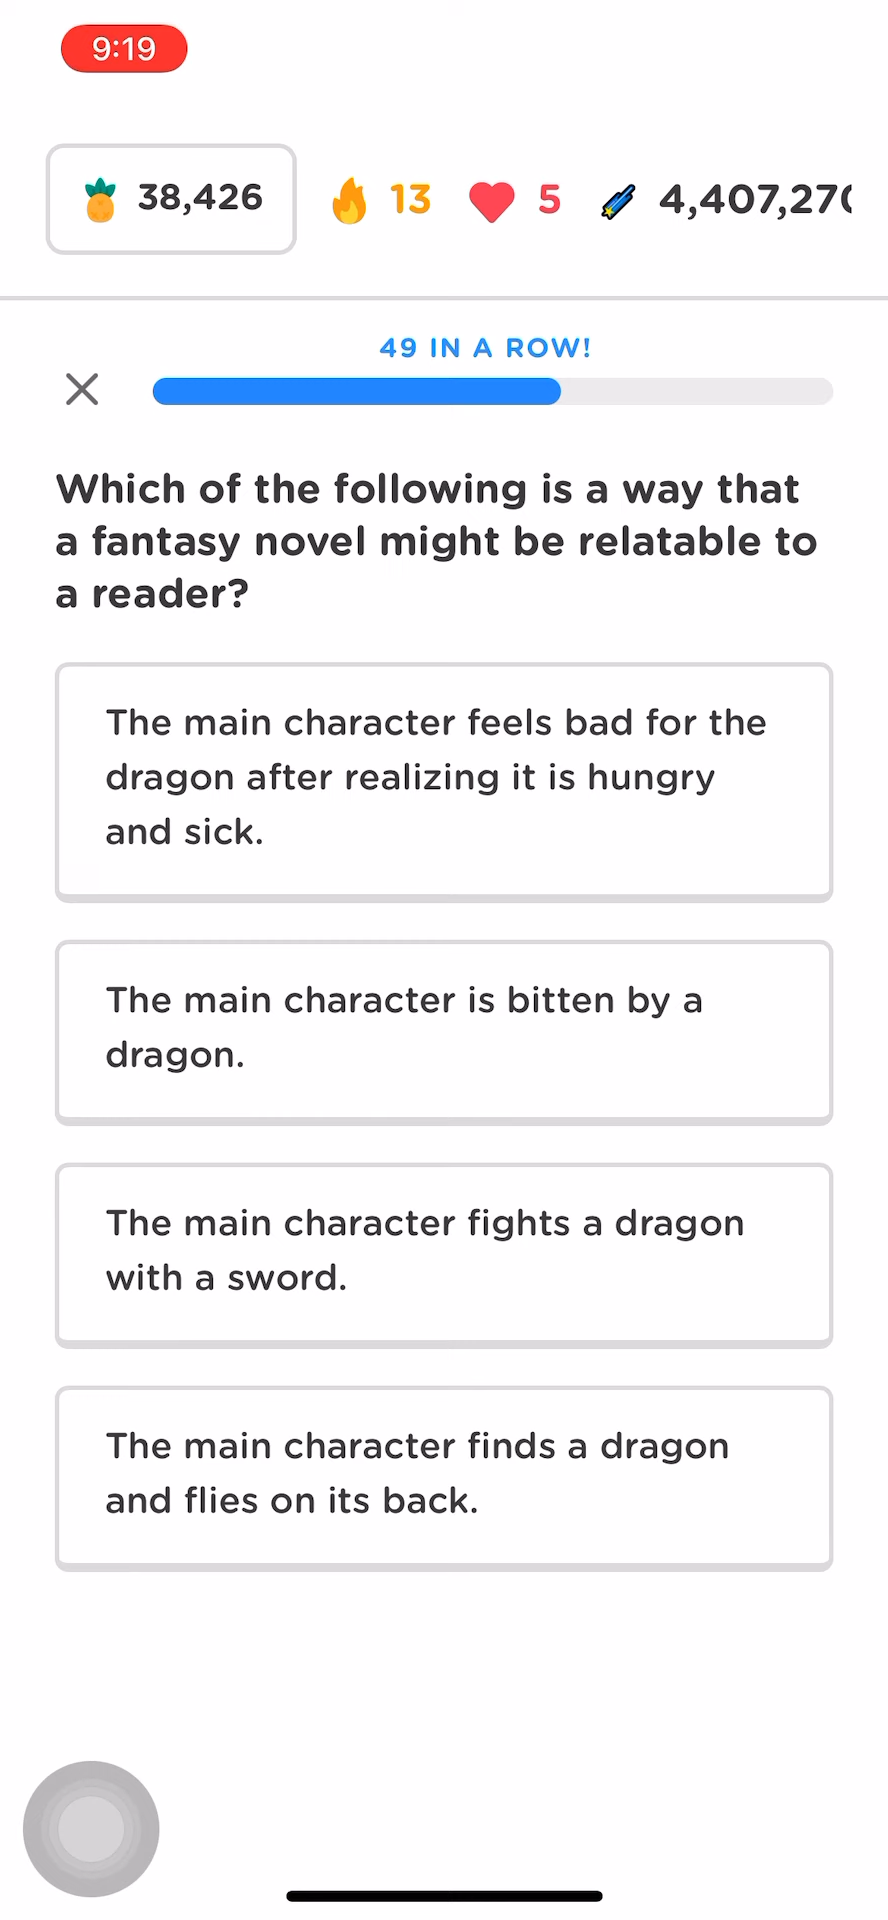 9:19
38,426 13 5 4,407,270
49 IN A ROW!
Which of the following is a way that
a fantasy novel might be relatable to
a reader?
The main character feels bad for the
dragon after realizing it is hungry
and sick.
The main character is bitten by a
dragon.
The main character fights a dragon
with a sword.
The main character finds a dragon
and flies on its back.